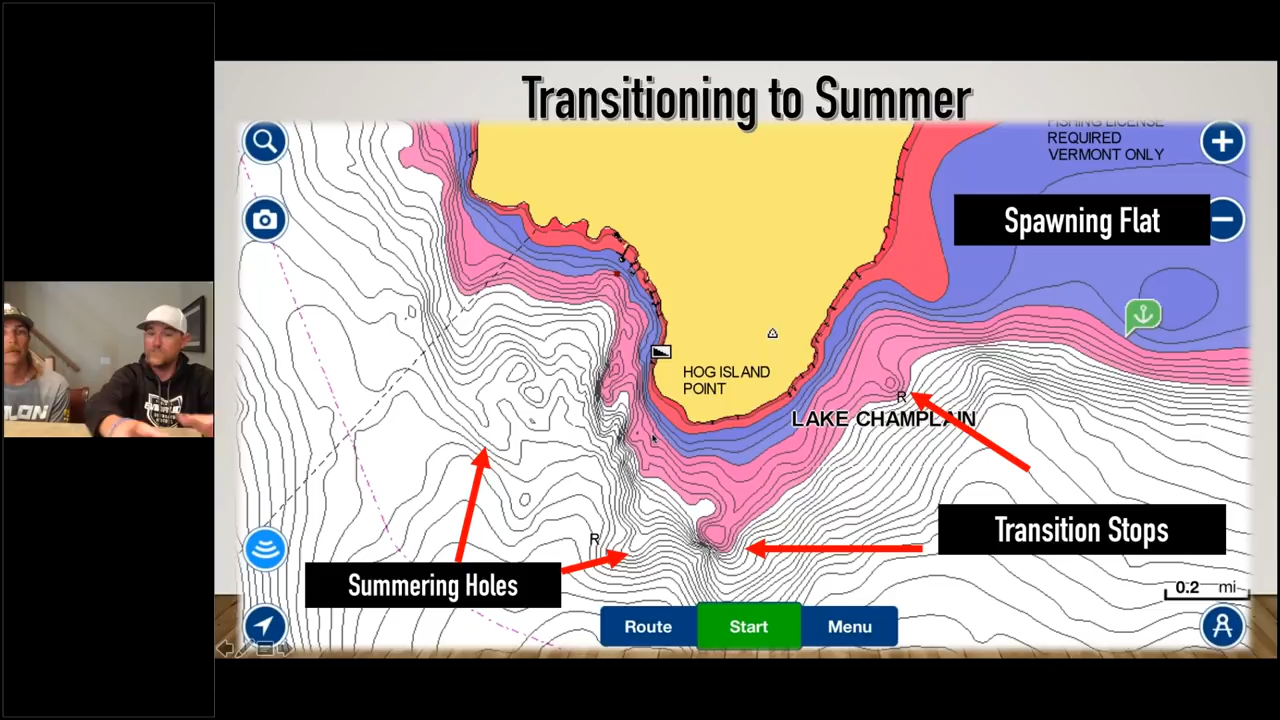 Transitioning to Summer
FISHING LICENSE
REQUIRED
VERMONT ONLY
Spawning Flat
HOG ISLAND
POINT
R
LAKE CHAMPLAIN
Transition Stops
R
Summering Holes
0.2 mi
Route
Start
Menu